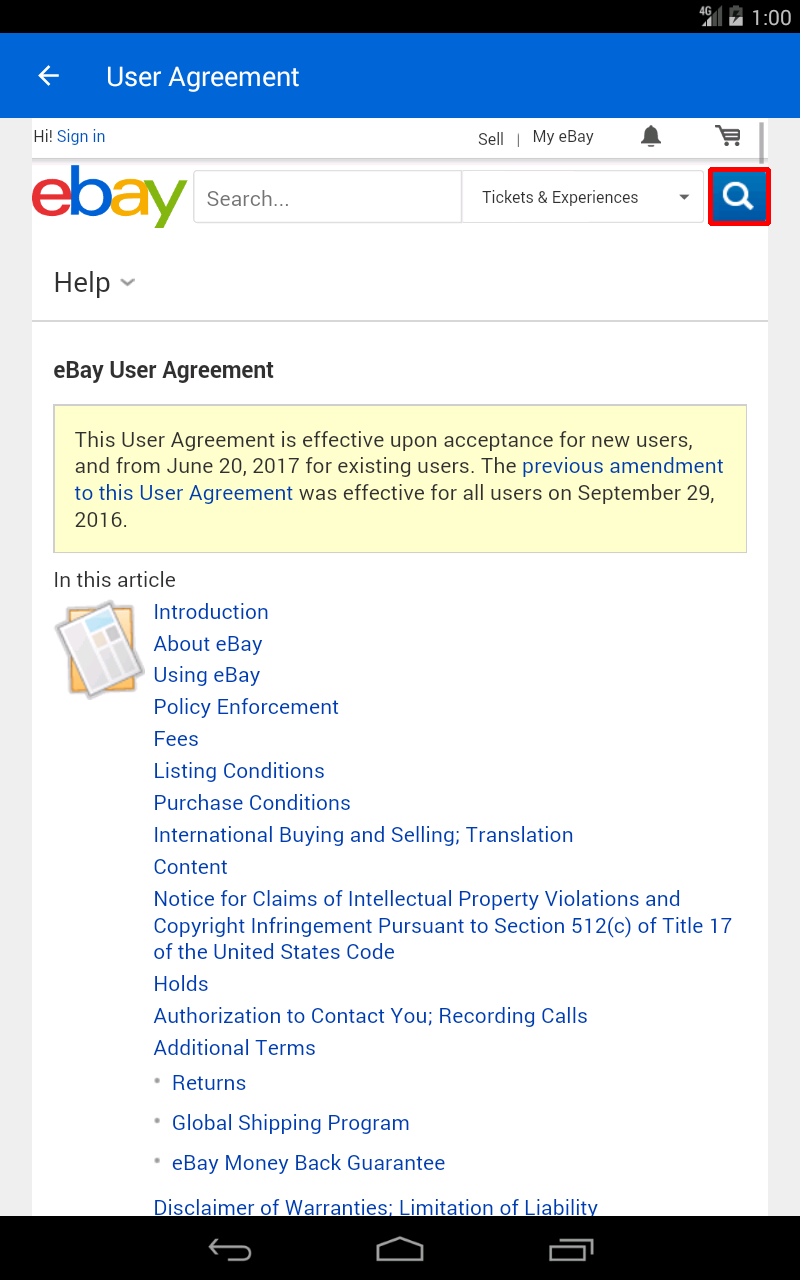 4G 1:00
User Agreement
Hi! Sign in
Sell | My eBay
ebay Search... Tickets & Experiences
Help
eBay User Agreement
This User Agreement is effective upon acceptance for new users,
and from June 20, 2017 for existing users. The previous amendment
to this User Agreement was effective for all users on September 29,
2016.
In this article
Introduction
About eBay
Using eBay
Policy Enforcement
Fees
Listing Conditions
Purchase Conditions
International Buying and Selling; Translation
Content
Notice for Claims of Intellectual Property Violations and
Copyright Infringement Pursuant to Section 512(c) of Title 17
of the United States Code
Holds
Authorization to Contact You; Recording Calls
Additional Terms
• Returns
• Global Shipping Program
• eBay Money Back Guarantee
Disclaimer of Warranties; Limitation of Liability